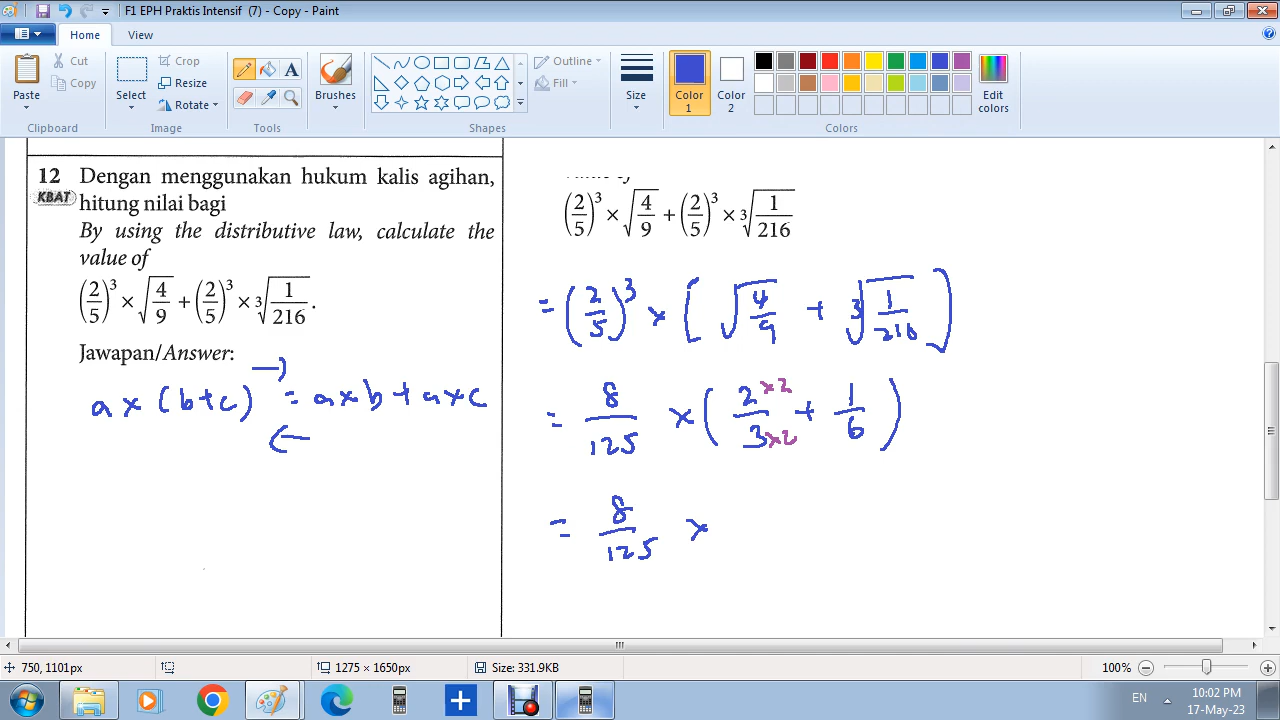 F1 EPH Praktis Intensif (7) - Copy - Paint
Home View
Paste Cut Copy Select Crop Resize Rotate A Brushes Outline Fill Size Color 1 Color 2 Edit colors
Clipboard Image Tools Shapes Colors
12 Dengan menggunakan hukum kalis agihan,
KBAT hitung nilai bagi
By using the distributive law, calculate the
value of
(2/5)³ × √(4/9) + (2/5)³ × ³√(1/216).
Jawapan/Answer:
a × (b+c) = a×b + a×c
(2/5)³ × √(4/9) + (2/5)³ × ³√(1/216)
= (2/5)³ × [√(4/9) + ³√(1/216)]
= 8/125 × (2×2/3×2 + 1/6)
= 8/125 ×
750, 1101px 1275 × 1650px Size: 331.9KB 100%
EN 10:02 PM
17-May-23